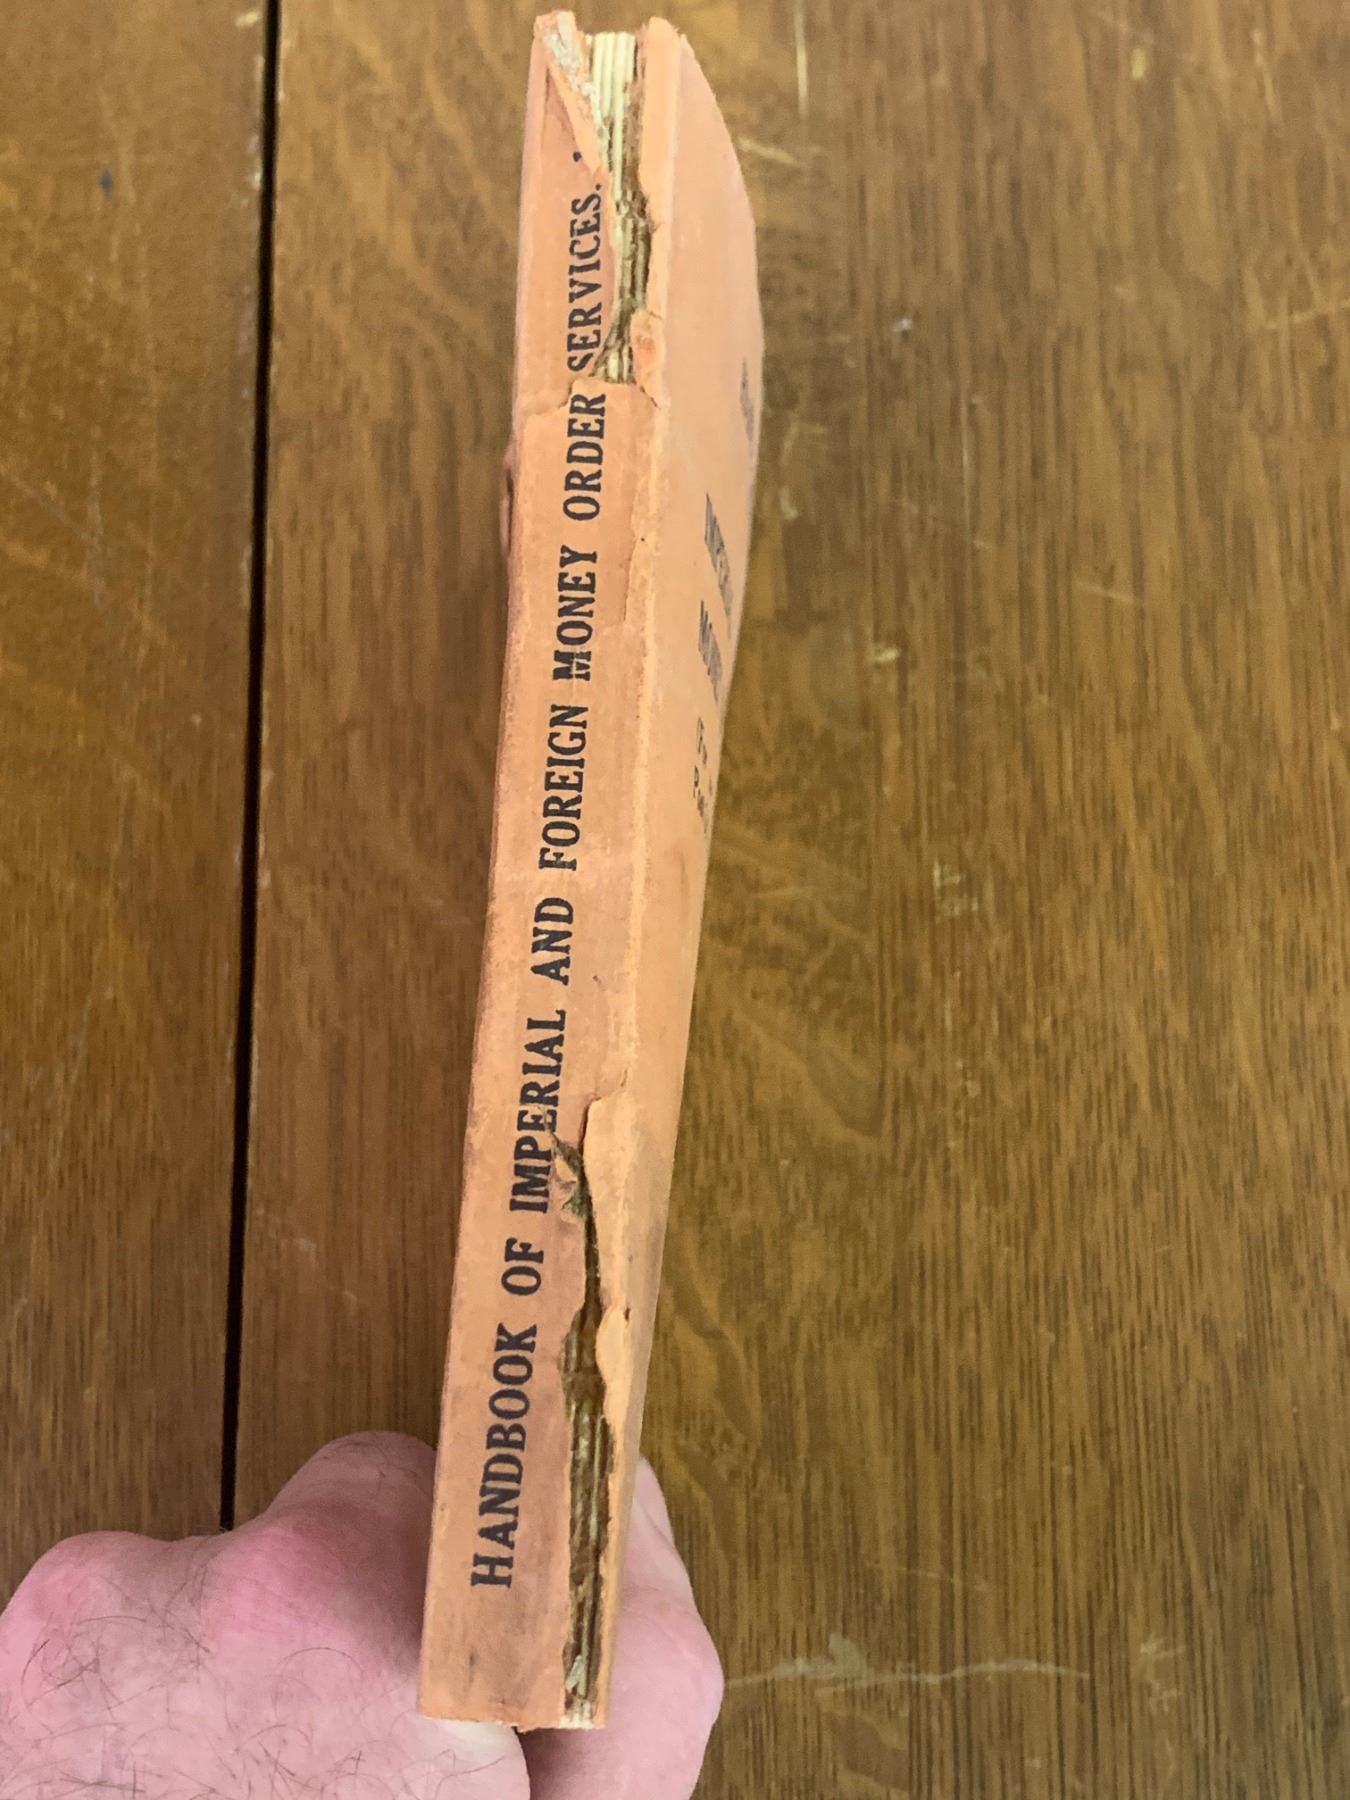 HANDBOOK OF IMPERIAL AND FOREIGN MONEY ORDER SERVICES.